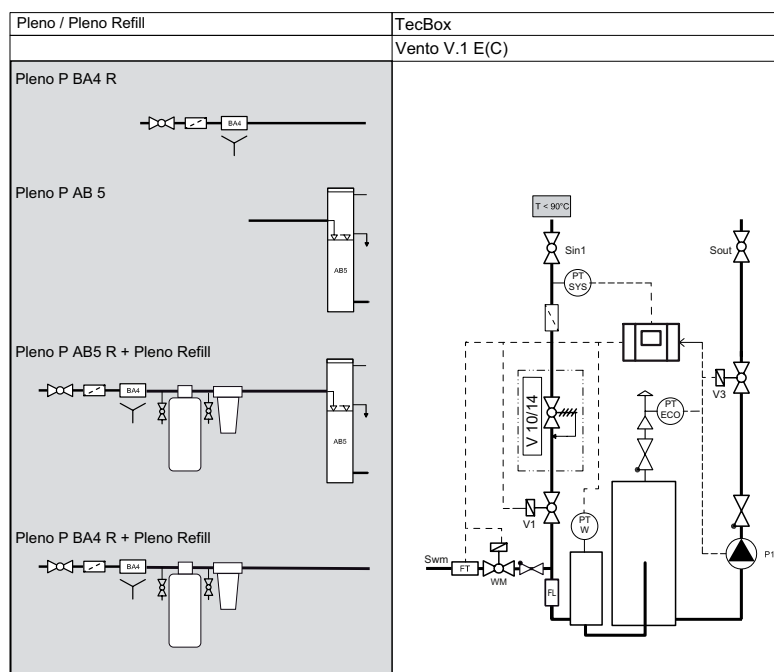 Pleno / Pleno Refill
TecBox
Vento V.1 E(C)
Pleno P BA4 R
BA4
Pleno P AB 5
AB5
Pleno P AB5 R + Pleno Refill
BA4
AB5
Pleno P BA4 R + Pleno Refill
BA4
T < 90°C
Sin1
Sout
PT
SYS
V 10/14
V3
PT
ECO
V1
PT
W
Swm
FT
WM
FL
P1